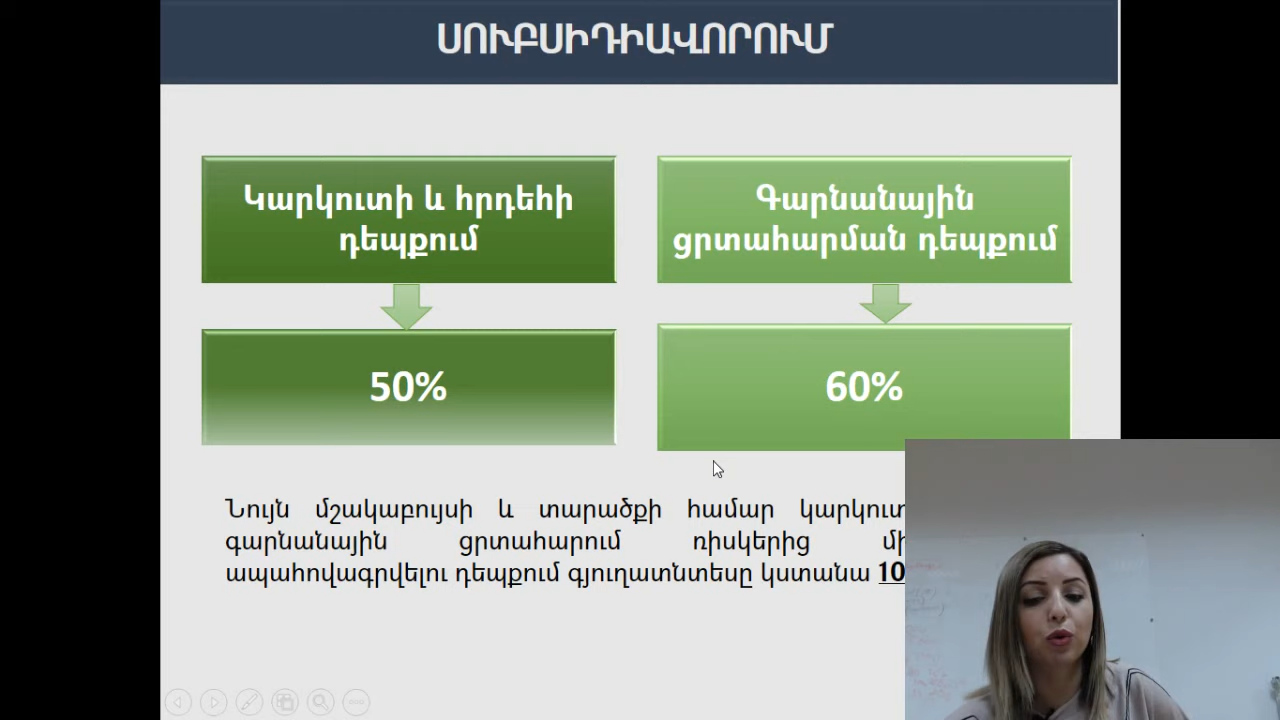 ՍՈՒԲՍԻԴԻԱՎՈՐՈՒՄ
Կարկուտի և հրդեհի
դեպքում
Գարնանային
ցրտահարման դեպքում
50%
60%
Նույն մշակաբույսի և տարածքի համար կարկուտ
գարնանային ցրտահարում ռիսկերից մի
ապահովագրվելու դեպքում գյուղատնտեսը կստանա 10